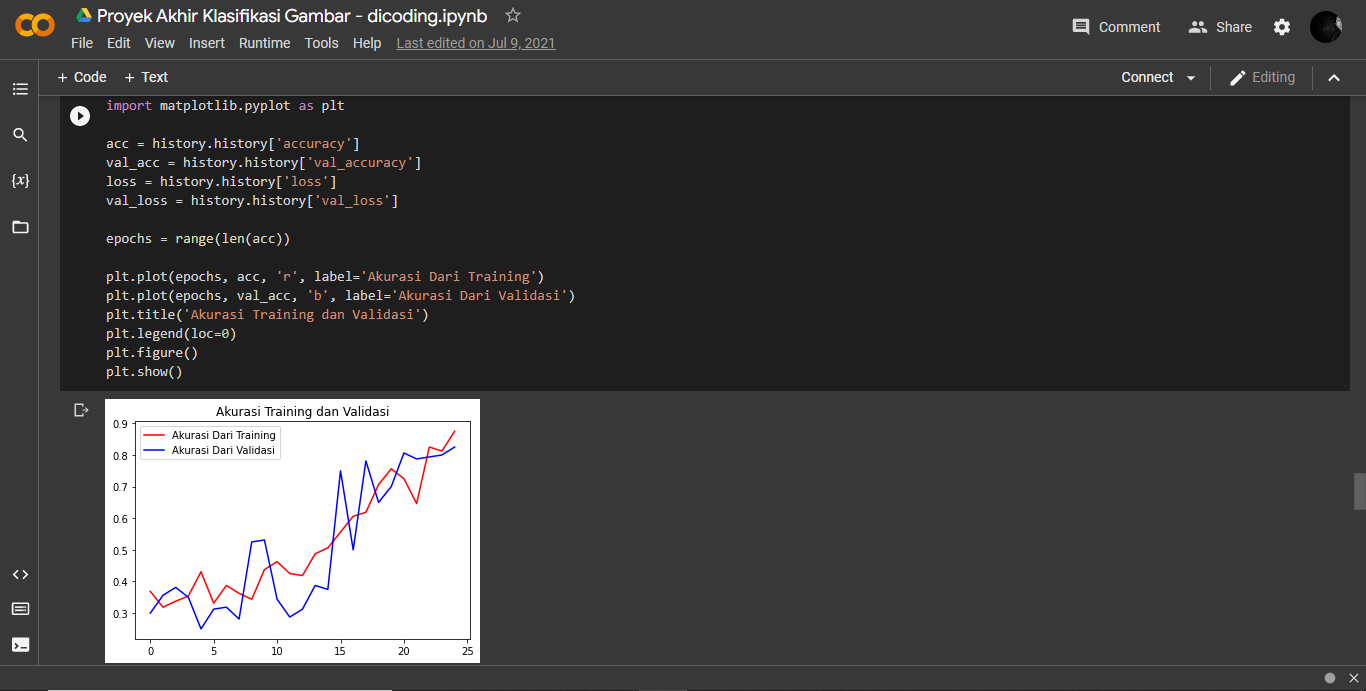 Proyek Akhir Klasifikasi Gambar - dicoding.ipynb
File Edit View Insert Runtime Tools Help Last edited on Jul 9, 2021
Comment Share
+ Code + Text
Connect Editing
{x}
import matplotlib.pyplot as plt
acc = history.history['accuracy']
val_acc = history.history['val_accuracy']
loss = history.history['loss']
val_loss = history.history['val_loss']
epochs = range(len(acc))
plt.plot(epochs, acc, 'r', label='Akurasi Dari Training')
plt.plot(epochs, val_acc, 'b', label='Akurasi Dari Validasi')
plt.title('Akurasi Training dan Validasi')
plt.legend(loc=0)
plt.figure()
plt.show()
Akurasi Training dan Validasi
Akurasi Dari Training
Akurasi Dari Validasi
0.9
0.8
0.7
0.6
0.5
0.4
0.3
0 5 10 15 20 25